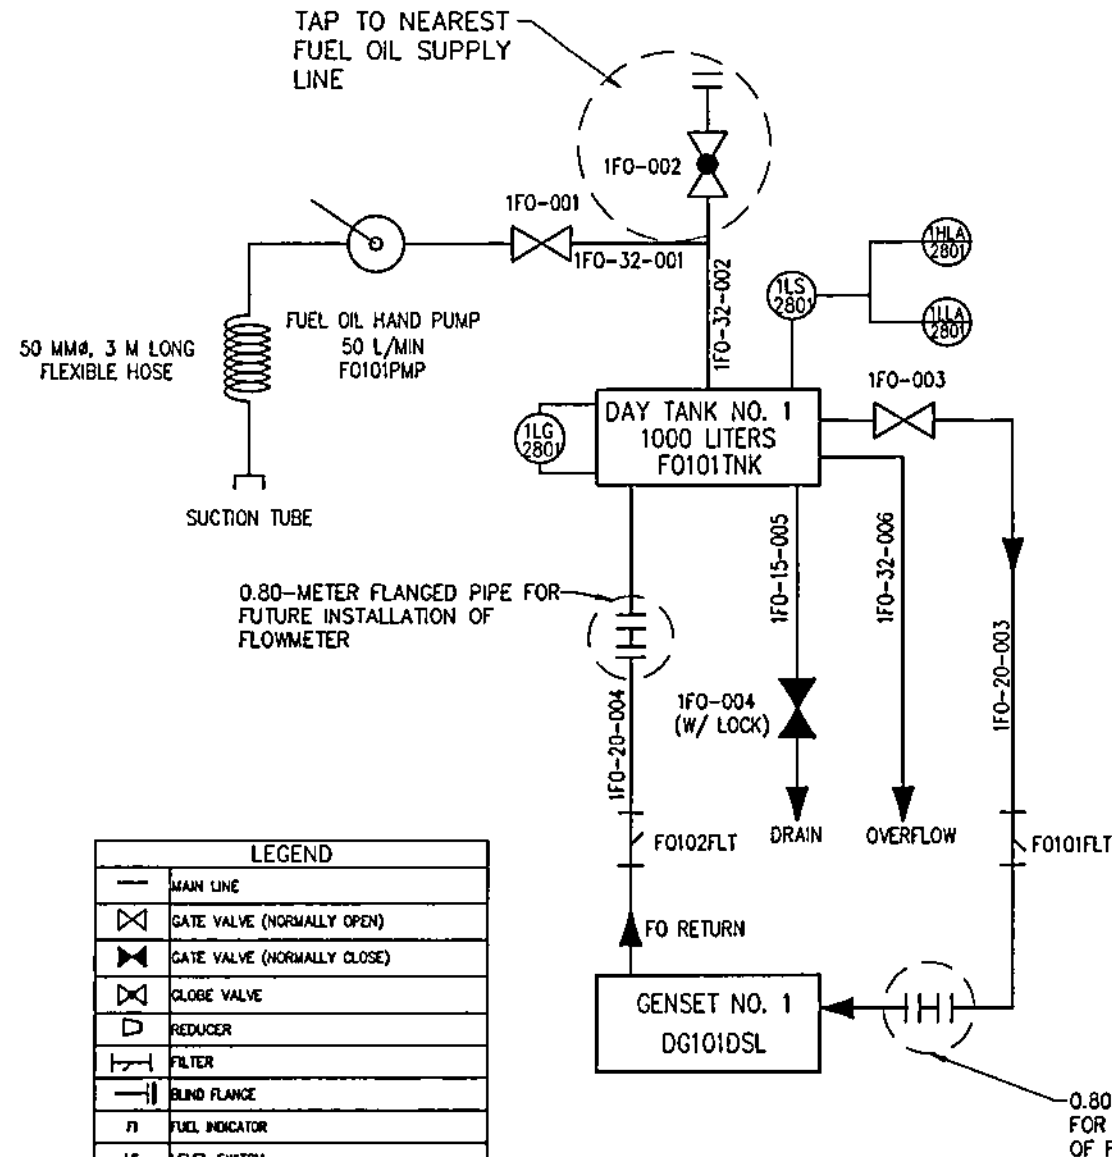 TAP TO NEAREST
FUEL OIL SUPPLY
LINE
1FO-002
1FO-001
1FO-32-001
1FO-32-002
1HLA
2801
1LS
2801
1LLA
2801
FUEL OIL HAND PUMP
50 L/MIN
FO101PMP
50 MMØ, 3 M LONG
FLEXIBLE HOSE
SUCTION TUBE
1FO-003
DAY TANK NO. 1
1000 LITERS
FO101TNK
1LG
2801
1FO-15-005
1FO-32-006
1FO-20-003
0.80-METER FLANGED PIPE FOR
FUTURE INSTALLATION OF
FLOWMETER
1FO-20-004
1FO-004
(W/ LOCK)
FO102FLT
DRAIN
OVERFLOW
FO101FLT
FO RETURN
GENSET NO. 1
DG101DSL
0.80
FOR
OF F
LEGEND
MAIN LINE
GATE VALVE (NORMALLY OPEN)
GATE VALVE (NORMALLY CLOSE)
GLOBE VALVE
REDUCER
FILTER
BLIND FLANGE
FUEL INDICATOR